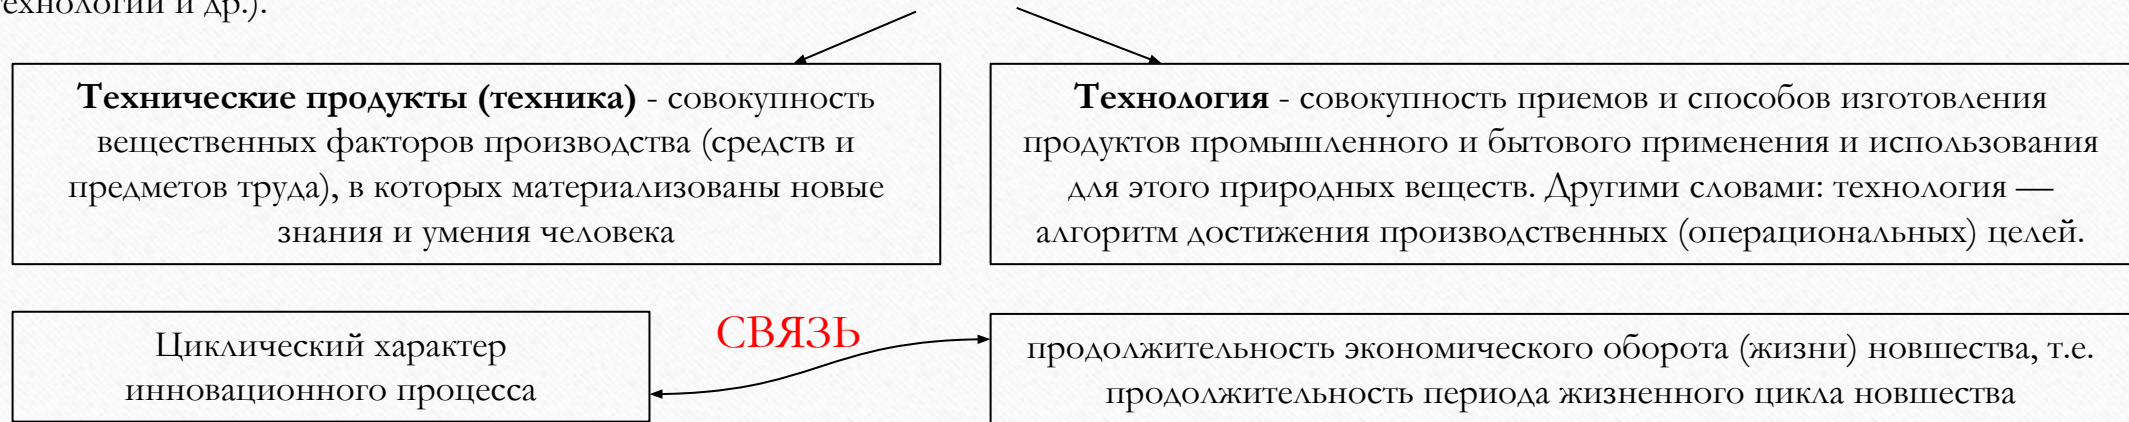 технологии и др.).
Технические продукты (техника) - совокупность
вещественных факторов производства (средств и
предметов труда), в которых материализованы новые
знания и умения человека
Технология - совокупность приемов и способов изготовления
продуктов промышленного и бытового применения и использования
для этого природных веществ. Другими словами: технология —
алгоритм достижения производственных (операциональных) целей.
Циклический характер
инновационного процесса
СВЯЗЬ
продолжительность экономического оборота (жизни) новшества, т.е.
продолжительность периода жизненного цикла новшества